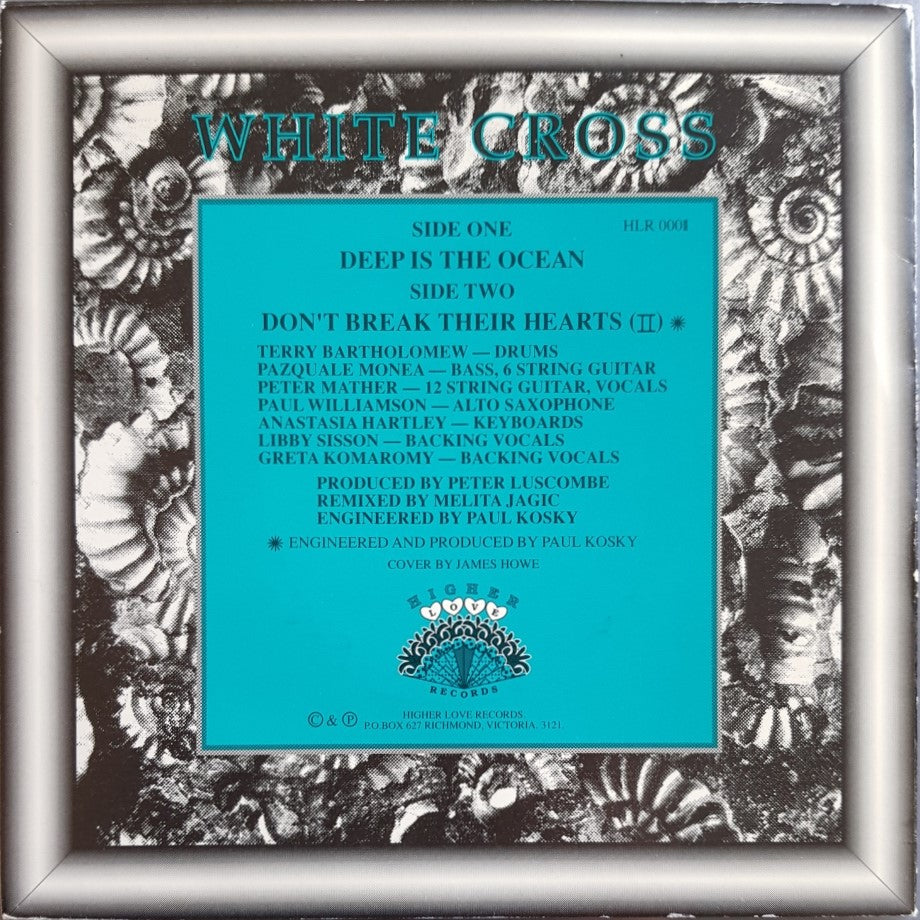 WHITE CROSS
SIDE ONE
HLR 0001
DEEP IS THE OCEAN
SIDE TWO
DON'T BREAK THEIR HEARTS (II) ✷
TERRY BARTHOLOMEW — DRUMS
PAZQUALE MONEA — BASS, 6 STRING GUITAR
PETER MATHER — 12 STRING GUITAR, VOCALS
PAUL WILLIAMSON — ALTO SAXOPHONE
ANASTASIA HARTLEY — KEYBOARDS
LIBBY SISSON — BACKING VOCALS
GRETA KOMAROMY — BACKING VOCALS
PRODUCED BY PETER LUSCOMBE
REMIXED BY MELITA JAGIC
ENGINEERED BY PAUL KOSKY
✷ ENGINEERED AND PRODUCED BY PAUL KOSKY
COVER BY JAMES HOWE
HIGHER
LOVE
RECORDS
© & ℗ HIGHER LOVE RECORDS.
P.O.BOX 627 RICHMOND, VICTORIA. 3121.